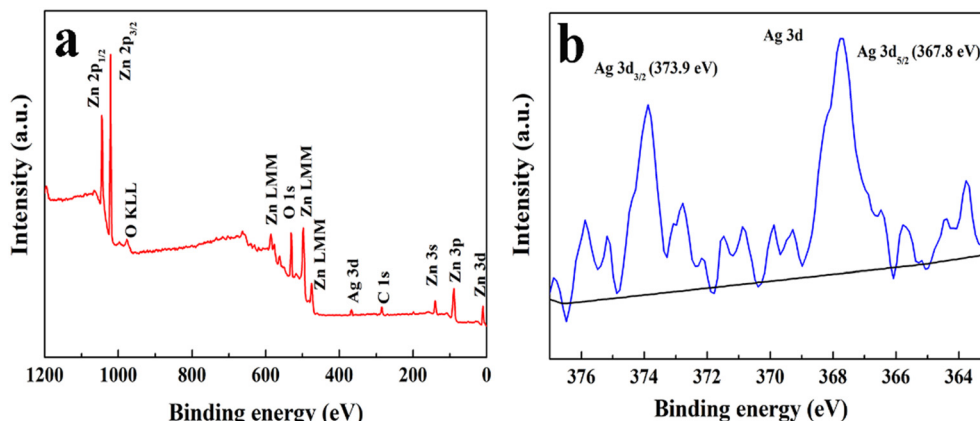 a
Intensity (a.u.)
Zn 2p1/2
Zn 2p3/2
O KLL
Zn LMM
O 1s
Zn LMM
Zn LMM
Ag 3d
C 1s
Zn 3s
Zn 3p
Zn 3d
1200 1000 800 600 400 200 0
Binding energy (eV)
b
Intensity (a.u.)
Ag 3d
Ag 3d3/2 (373.9 eV)
Ag 3d5/2 (367.8 eV)
376 374 372 370 368 366 364
Binding energy (eV)